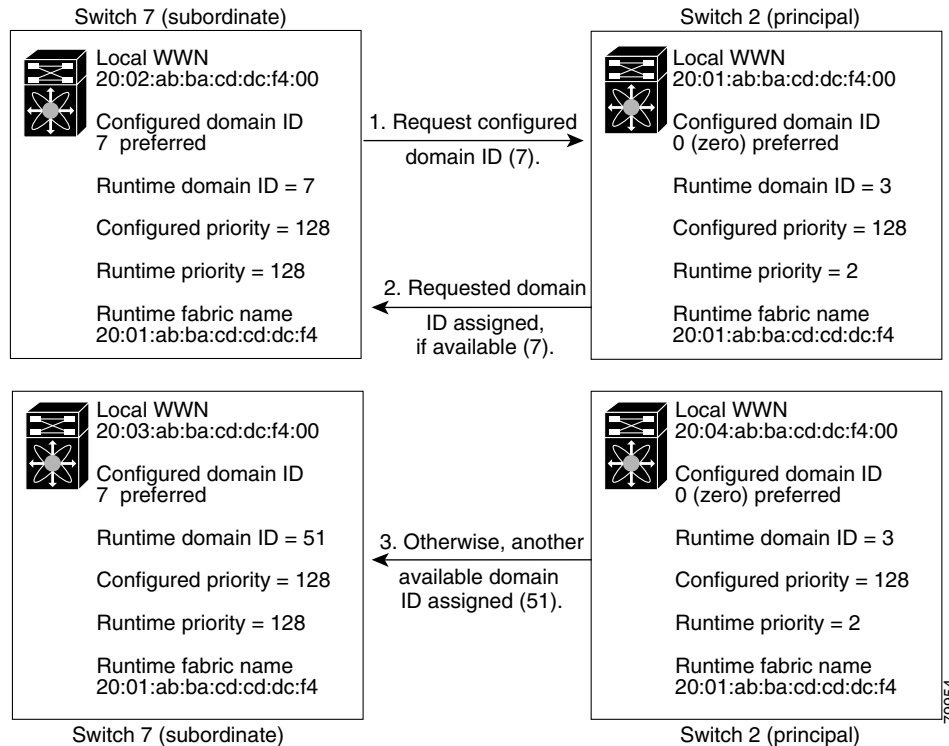 Switch 7 (subordinate)
Local WWN
20:02:ab:ba:cd:dc:f4:00
Configured domain ID
7 preferred
Runtime domain ID = 7
Configured priority = 128
Runtime priority = 128
Runtime fabric name
20:01:ab:ba:cd:cd:dc:f4
1. Request configured
domain ID (7).
2. Requested domain
ID assigned,
if available (7).
Switch 2 (principal)
Local WWN
20:01:ab:ba:cd:dc:f4:00
Configured domain ID
0 (zero) preferred
Runtime domain ID = 3
Configured priority = 128
Runtime priority = 2
Runtime fabric name
20:01:ab:ba:cd:cd:dc:f4
Local WWN
20:03:ab:ba:cd:dc:f4:00
Configured domain ID
7 preferred
Runtime domain ID = 51
Configured priority = 128
Runtime priority = 128
Runtime fabric name
20:01:ab:ba:cd:cd:dc:f4
Switch 7 (subordinate)
3. Otherwise, another
available domain
ID assigned (51).
Local WWN
20:04:ab:ba:cd:dc:f4:00
Configured domain ID
0 (zero) preferred
Runtime domain ID = 3
Configured priority = 128
Runtime priority = 2
Runtime fabric name
20:01:ab:ba:cd:cd:dc:f4
Switch 2 (principal)